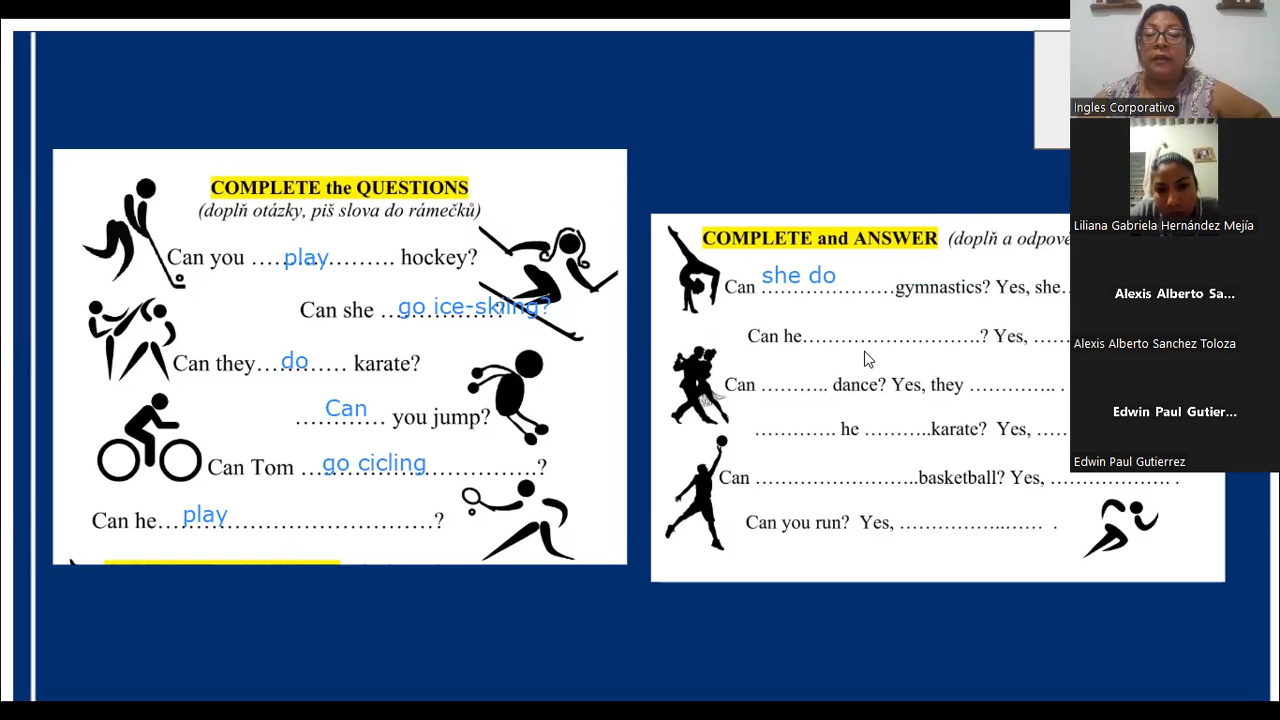 COMPLETE the QUESTIONS
(doplň otázky, piš slova do rámečků)
Can you ……play………. hockey?
Can she …go ice-skiing?
Can they…do……… karate?
……Can…… you jump?
Can Tom …go cicling……………….?
Can he…play……………………………?
COMPLETE and ANSWER (doplň a odpově
Can she do gymnastics? Yes, she…
Can he…………………………….? Yes, ……
Can ……….. dance? Yes, they …………. .
…………. he ……….karate? Yes, ……
Can …………………….basketball? Yes, ………………… .
Can you run? Yes, ……………..…… .
Ingles Corporativo
Liliana Gabriela Hernández Mejía
Alexis Alberto Sa...
Alexis Alberto Sanchez Toloza
Edwin Paul Gutier...
Edwin Paul Gutierrez